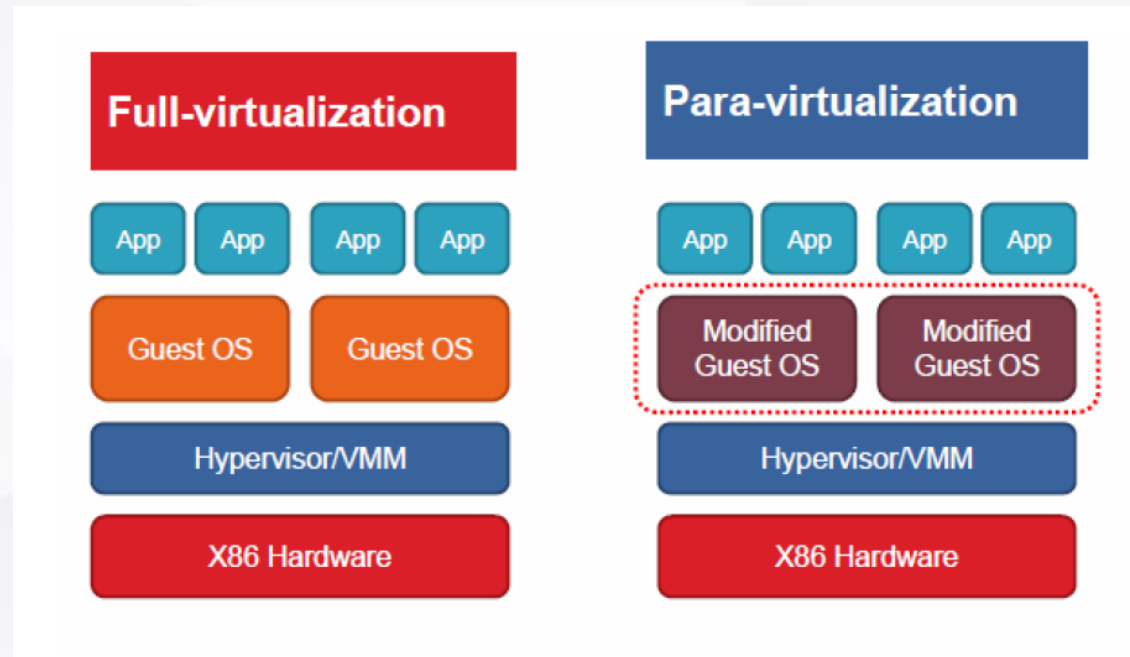 Full-virtualization
App App App App
Guest OS Guest OS
Hypervisor/VMM
X86 Hardware
Para-virtualization
App App App App
Modified Guest OS
Modified Guest OS
Hypervisor/VMM
X86 Hardware